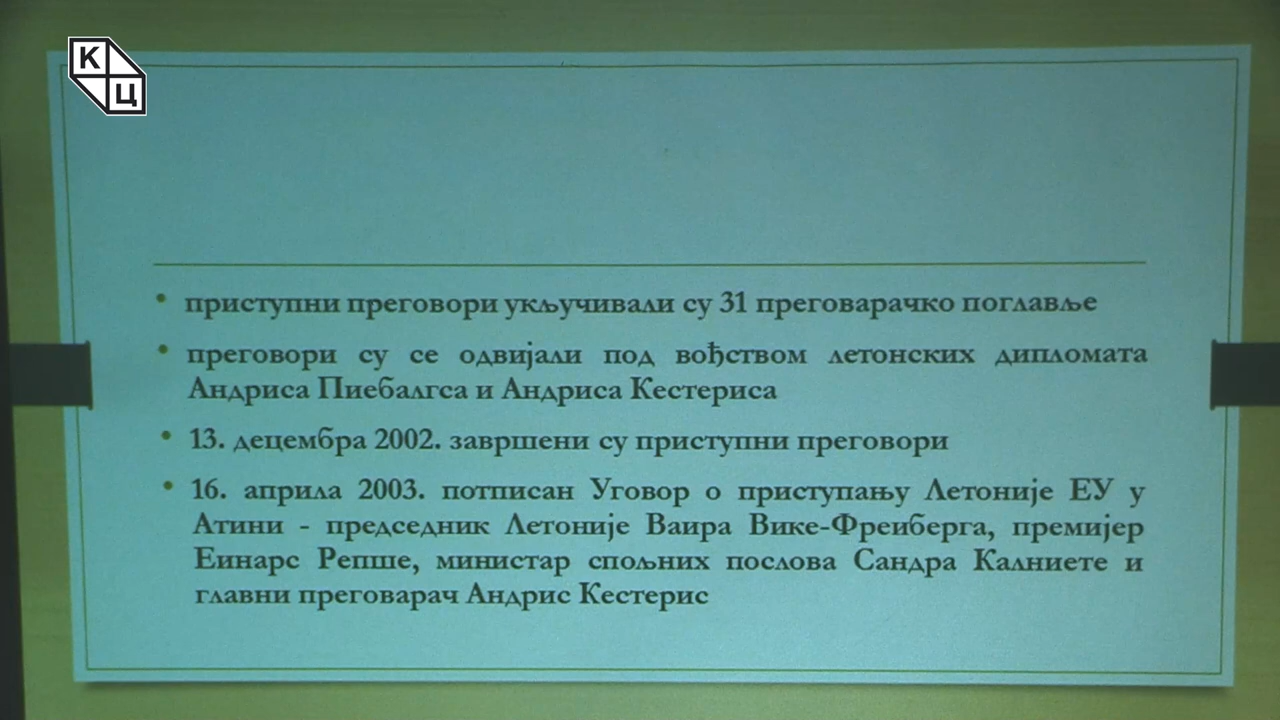 К
Ц
приступни преговори укључивали су 31 преговарачко поглавље
преговори су се одвијали под вођством летонских дипломата
Андриса Пиебалгса и Андриса Кестериса
13. децембра 2002. завршени су приступни преговори
16. априла 2003. потписан Уговор о приступању Летоније ЕУ у
Атини - председник Летоније Ваира Вике-Фреиберга, премијер
Еинарс Репше, министар спољних послова Сандра Калниете и
главни преговарач Андрис Кестерис